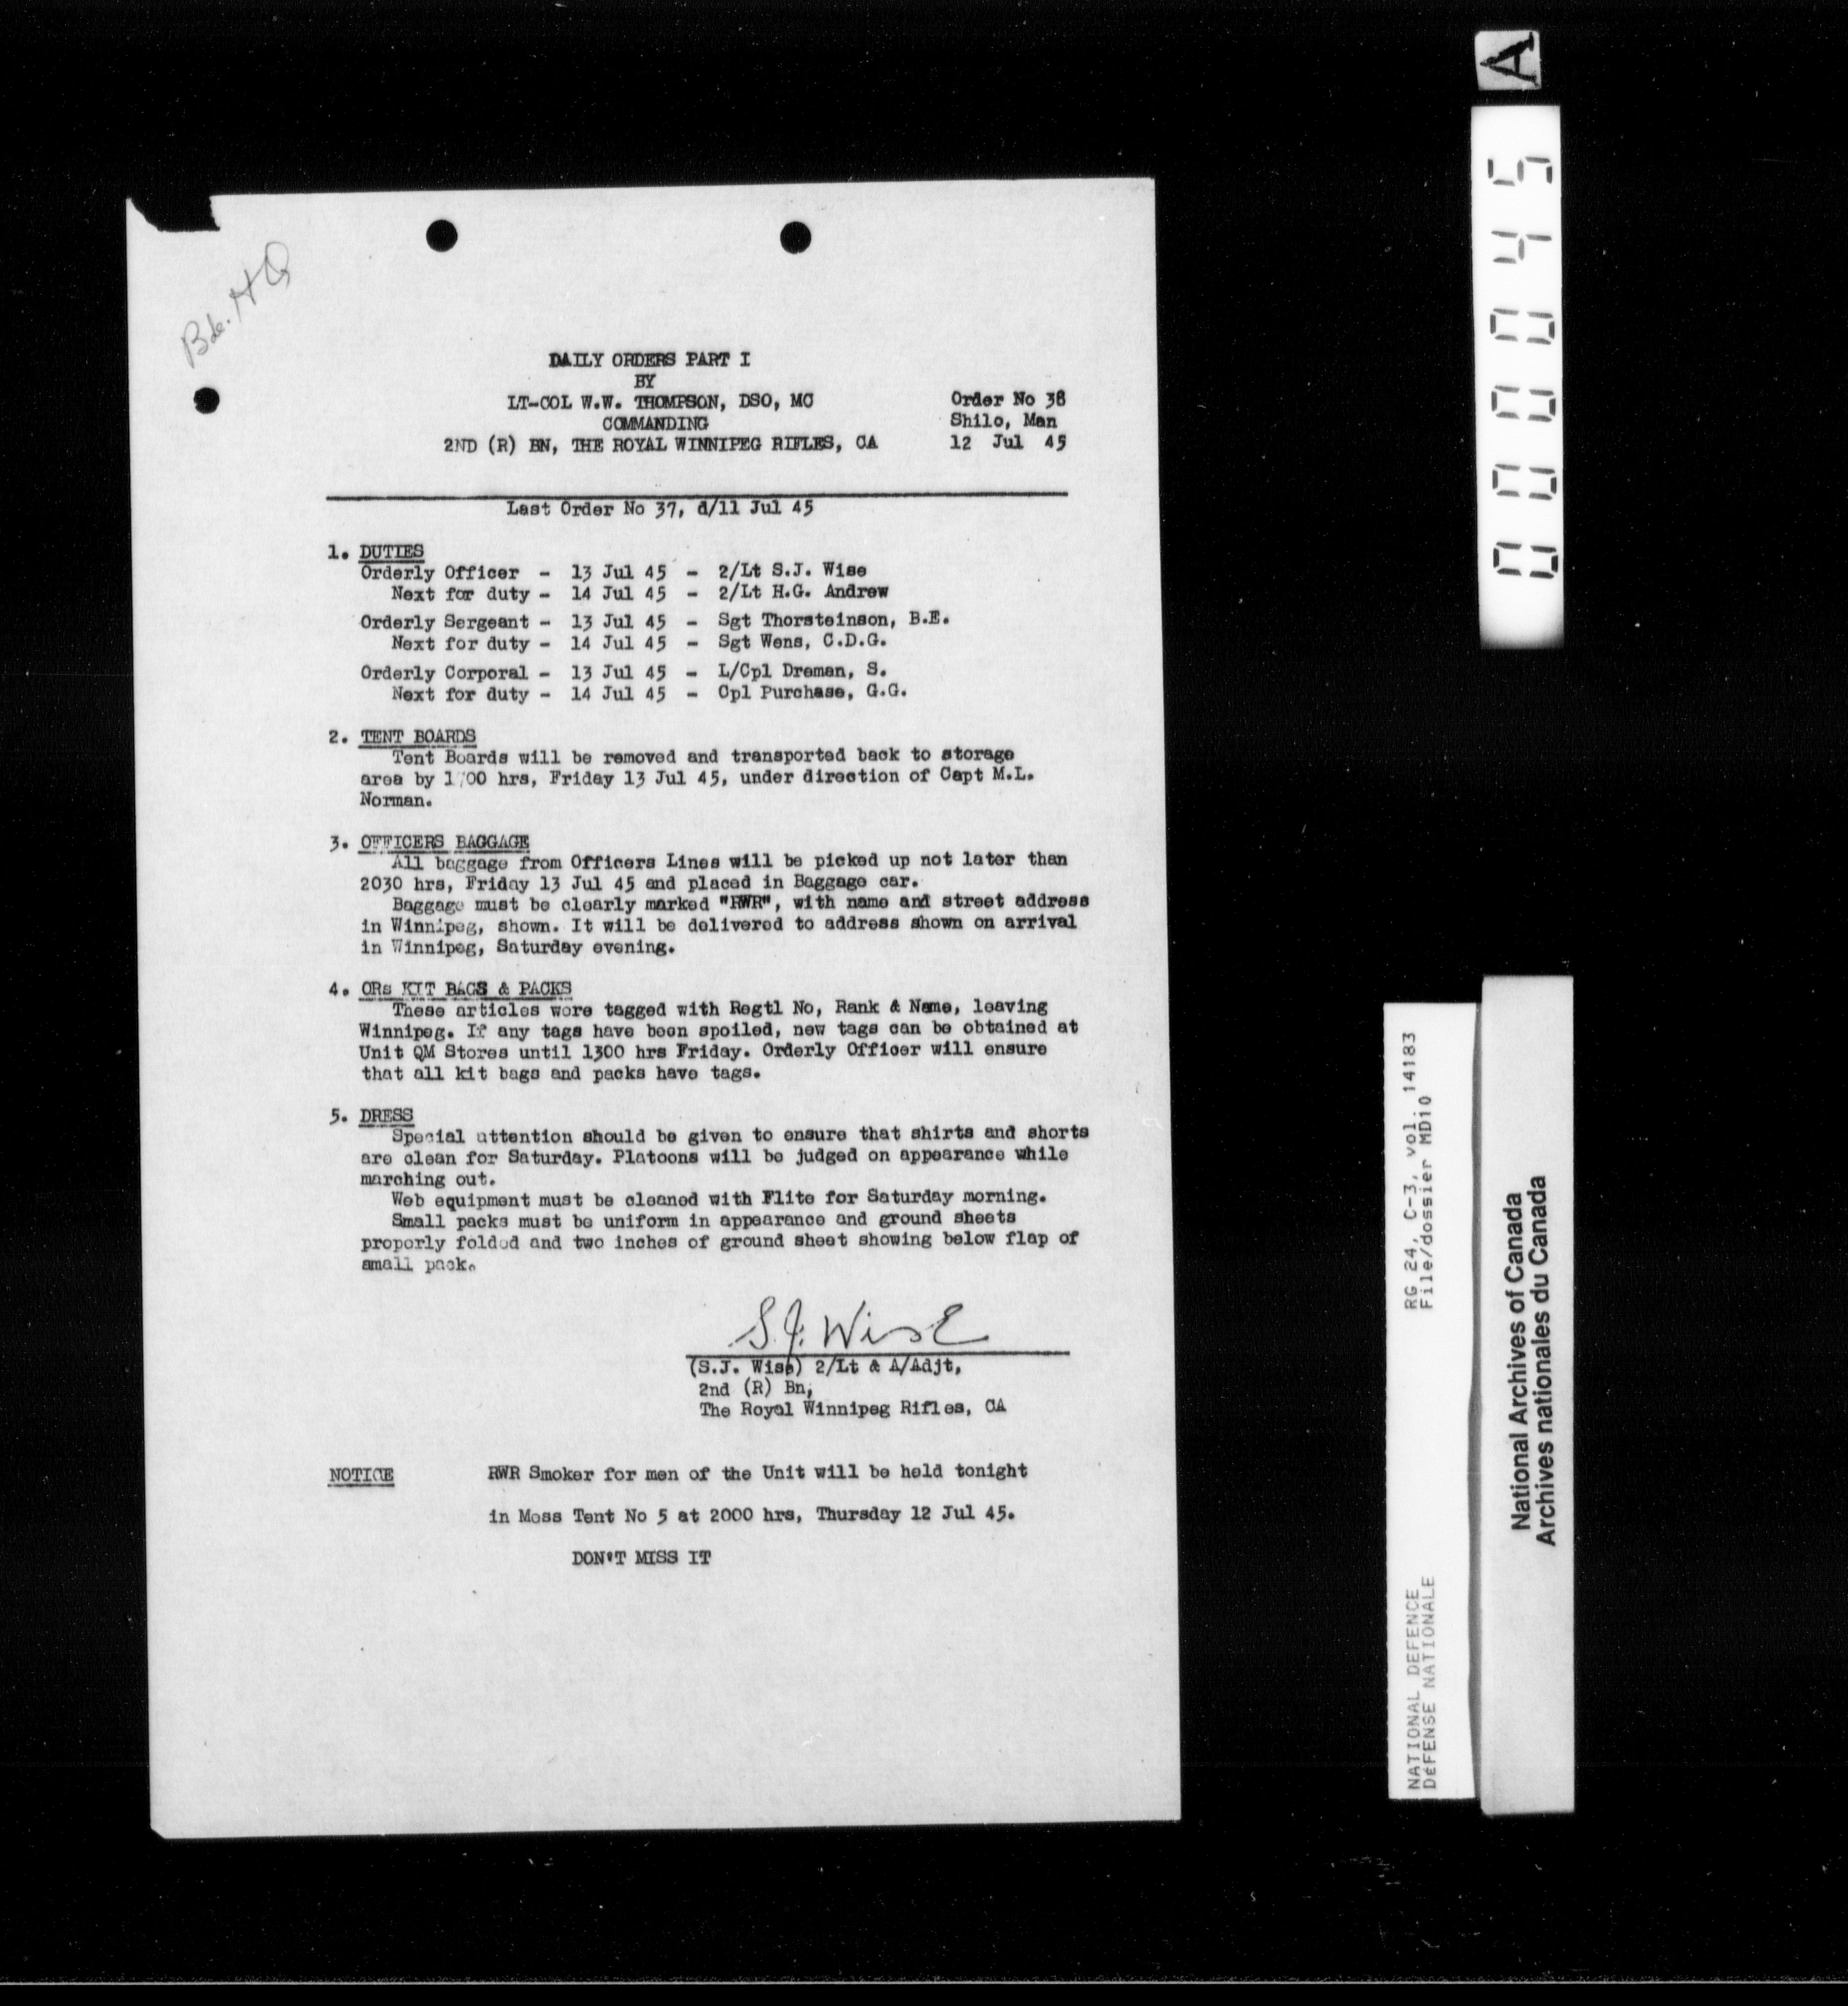 Bde. HQ
DAILY ORDERS PART I
BY
LT-COL W.W. THOMPSON, DSO, MC
COMMANDING
2ND (R) BN, THE ROYAL WINNIPEG RIFLES, CA
Order No 38
Shilo, Man
12 Jul 45
Last Order No 37, d/11 Jul 45
1. DUTIES
Orderly Officer - 13 Jul 45 - 2/Lt S.J. Wise
Next for duty - 14 Jul 45 - 2/Lt H.G. Andrew
Orderly Sergeant - 13 Jul 45 - Sgt Thorsteinson, B.E.
Next for duty - 14 Jul 45 - Sgt Wens, C.D.G.
Orderly Corporal - 13 Jul 45 - L/Cpl Dreman, S.
Next for duty - 14 Jul 45 - Cpl Purchase, G.G.
2. TENT BOARDS
Tent Boards will be removed and transported back to storage
area by hrs, Friday 13 Jul 45, under direction of Capt M.L.
Norman.
3. OFFICERS BAGGAGE
All baggage from Officers Lines will be picked up not later than
2030 hrs, Friday 13 Jul 45 and placed in Baggage car.
Baggage must be clearly marked "RWR", with name and street address
in Winnipeg, shown. It will be delivered to address shown on arrival
in Winnipeg, Saturday evening.
4. ORs KIT BAGS & PACKS
These articles were tagged with Regtl No, Rank & Name, leaving
Winnipeg. If any tags have been spoiled, new tags can be obtained at
Unit QM Stores until 1300 hrs Friday. Orderly Officer will ensure
that all kit bags and packs have tags.
5. DRESS
Special attention should be given to ensure that shirts and shorts
are clean for Saturday. Platoons will be judged on appearance while
marching out.
Web equipment must be cleaned with Flite for Saturday morning.
Small packs must be uniform in appearance and ground sheets
properly folded and two inches of ground sheet showing below flap of
small pack.
S.J. Wise
(S.J. Wise) 2/Lt & A/Adjt,
2nd (R) Bn,
The Royal Winnipeg Rifles, CA
NOTICE RWR Smoker for men of the Unit will be held tonight
in Mess Tent No 5 at 2000 hrs, Thursday 12 Jul 45.
DON'T MISS IT
A
000045
RG 24, C-3, vol. 14183
File/dossier MD10
NATIONAL DEFENCE
DÉFENSE NATIONALE
National Archives of Canada
Archives nationales du Canada